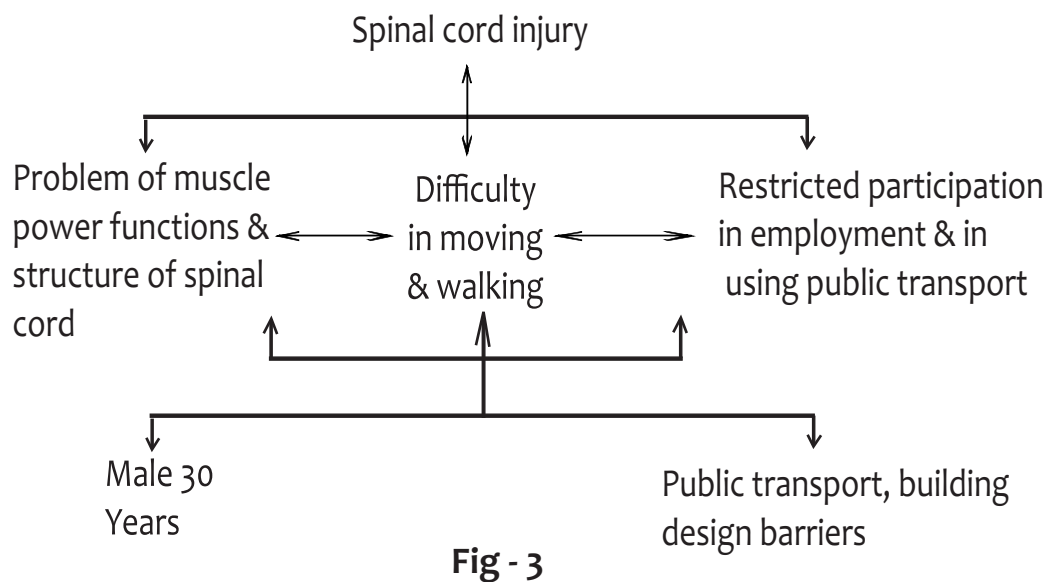 Spinal cord injury
Problem of muscle
power functions &
structure of spinal
cord
Difficulty
in moving
& walking
Restricted participation
in employment & in
using public transport
Male 30
Years
Public transport, building
design barriers
Fig - 3